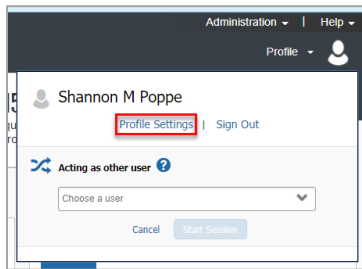 Administration | Help
Profile
Shannon M Poppe
Profile Settings | Sign Out
Acting as other user ?
Choose a user
Cancel Start Session